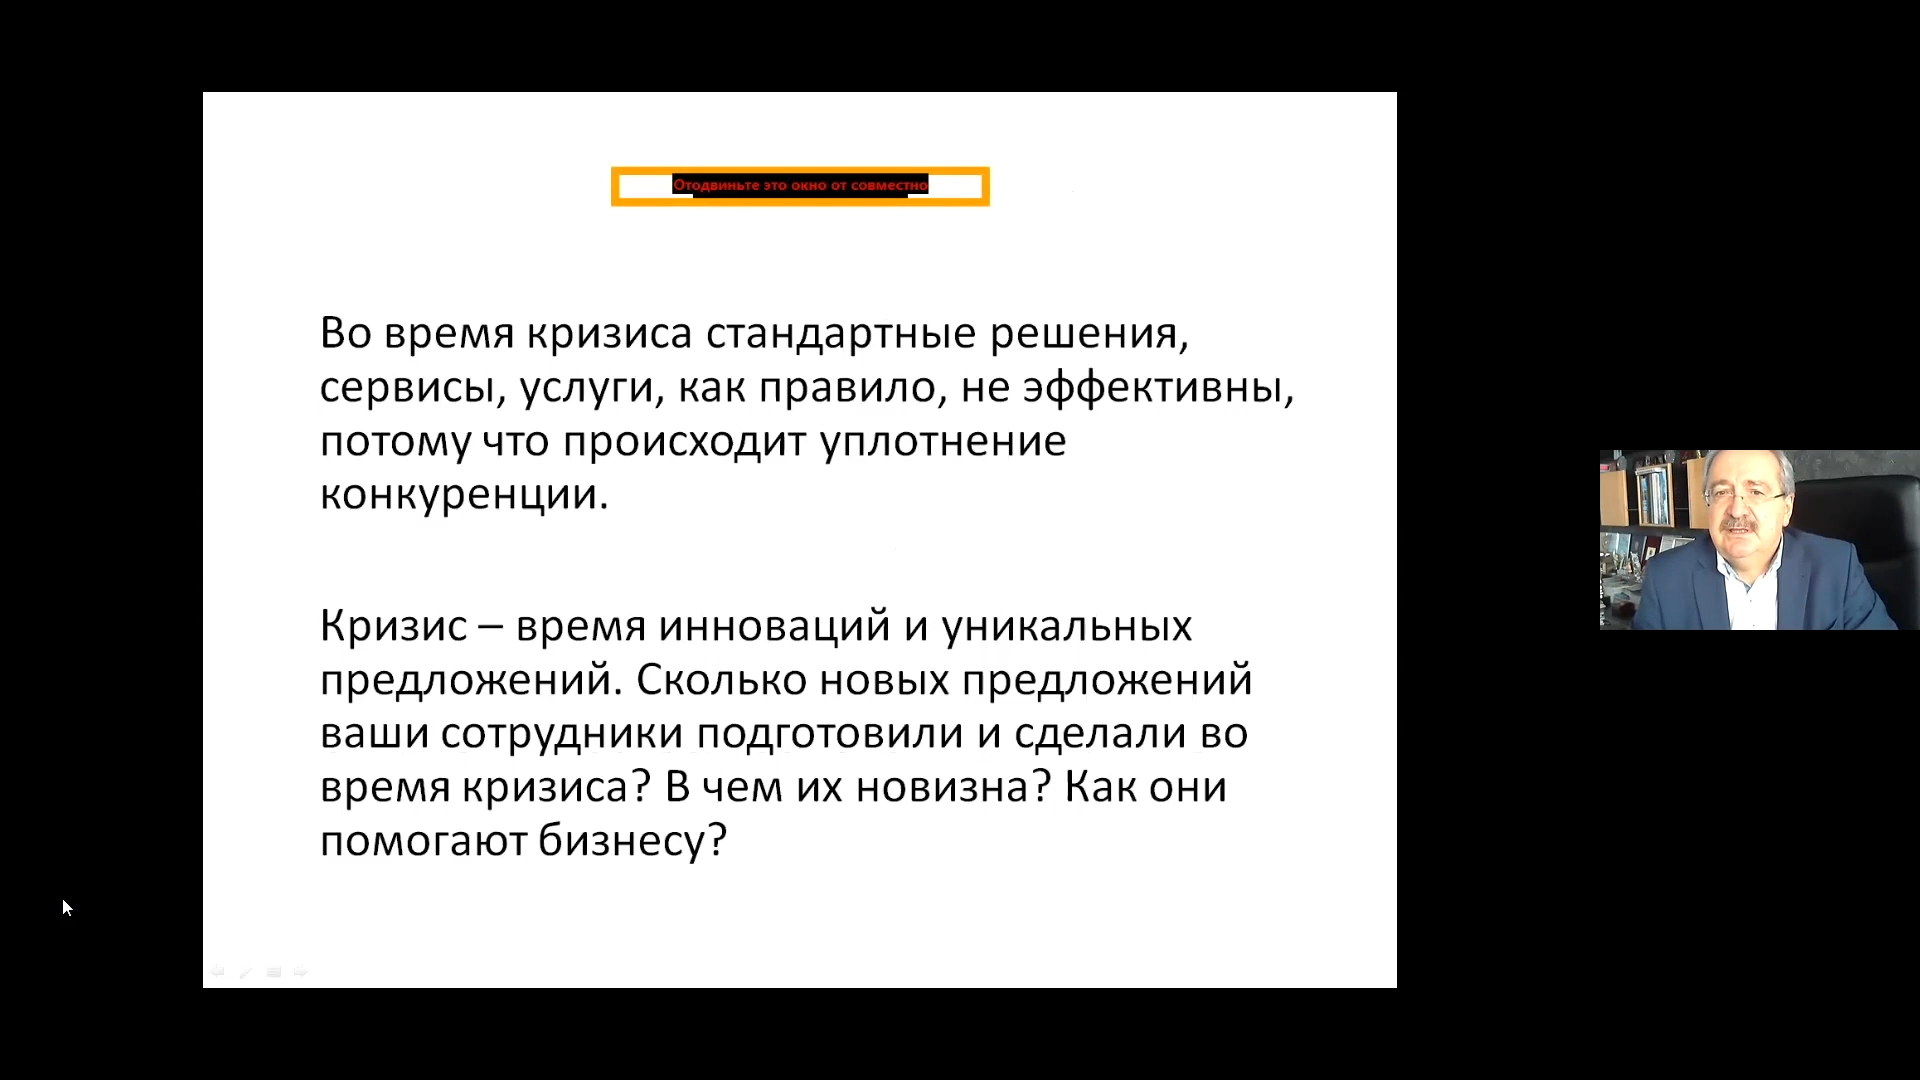 Отодвиньте это окно от совместно
Во время кризиса стандартные решения,
сервисы, услуги, как правило, не эффективны,
потому что происходит уплотнение
конкуренции.
Кризис – время инноваций и уникальных
предложений. Сколько новых предложений
ваши сотрудники подготовили и сделали во
время кризиса? В чем их новизна? Как они
помогают бизнесу?